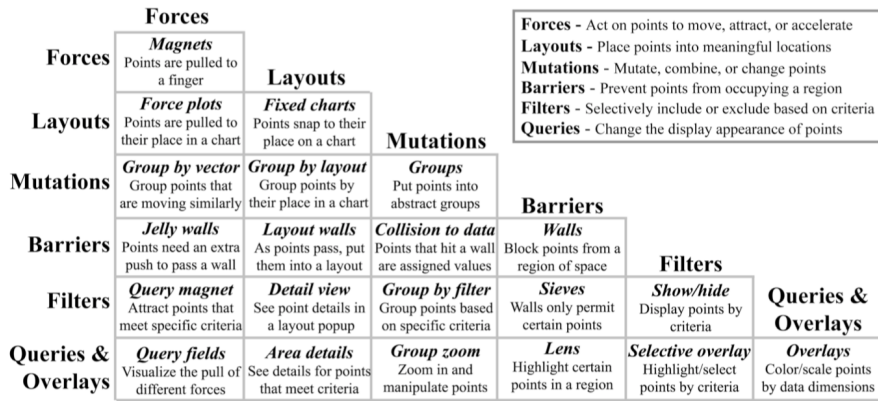 Forces
Forces - Act on points to move, attract, or accelerate
Layouts - Place points into meaningful locations
Mutations - Mutate, combine, or change points
Barriers - Prevent points from occupying a region
Filters - Selectively include or exclude based on criteria
Queries - Change the display appearance of points
Forces
Magnets
Points are pulled to
a finger
Layouts
Layouts
Force plots
Points are pulled to
their place in a chart
Fixed charts
Points snap to their
place on a chart
Mutations
Mutations
Group by vector
Group points that
are moving similarly
Group by layout
Group points by
their place in a chart
Groups
Put points into
abstract groups
Barriers
Barriers
Jelly walls
Points need an extra
push to pass a wall
Layout walls
As points pass, put
them into a layout
Collision to data
Points that hit a wall
are assigned values
Walls
Block points from a
region of space
Filters
Filters
Query magnet
Attract points that
meet specific criteria
Detail view
See point details in
a layout popup
Group by filter
Group points based
on specific criteria
Sieves
Walls only permit
certain points
Show/hide
Display points by
criteria
Queries &
Overlays
Queries &
Overlays
Query fields
Visualize the pull of
different forces
Area details
See details for points
that meet criteria
Group zoom
Zoom in and
manipulate points
Lens
Highlight certain
points in a region
Selective overlay
Highlight/select
points by criteria
Overlays
Color/scale points
by data dimensions